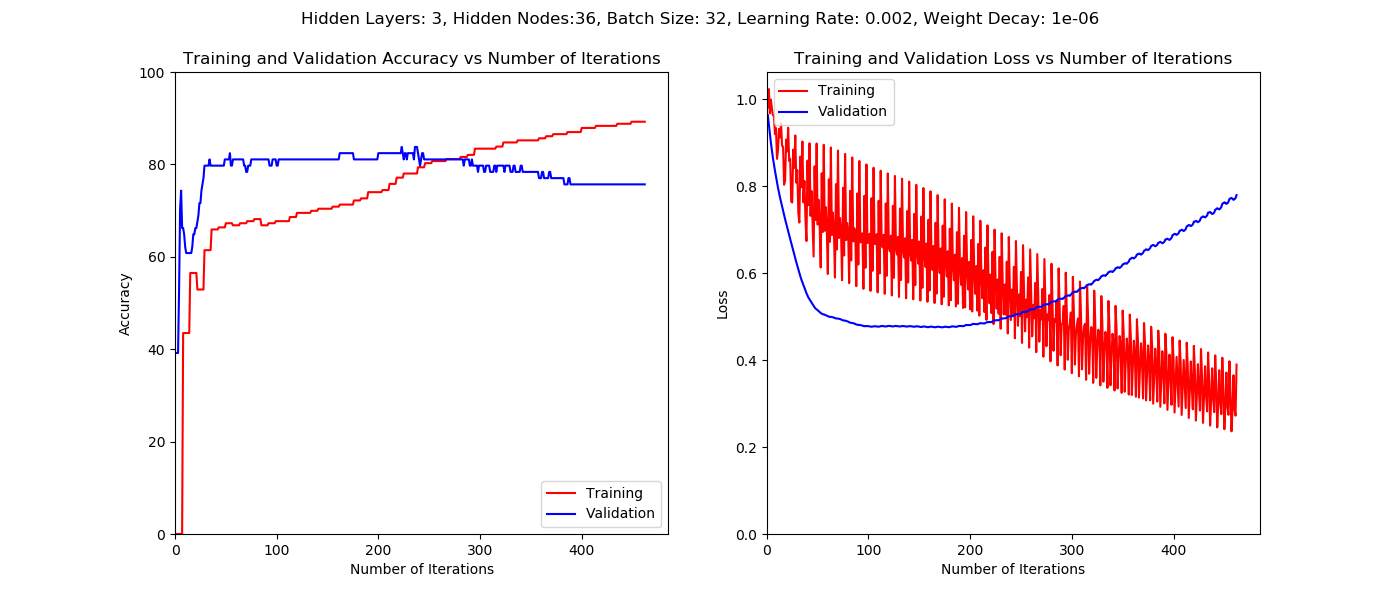 Hidden Layers: 3, Hidden Nodes:36, Batch Size: 32, Learning Rate: 0.002, Weight Decay: 1e-06
Training and Validation Accuracy vs Number of Iterations
100
80
60
40
20
0
Accuracy
0 100 200 300 400
Number of Iterations
Training
Validation
Training and Validation Loss vs Number of Iterations
Training
Validation
1.0
0.8
0.6
0.4
0.2
0.0
Loss
0 100 200 300 400
Number of Iterations